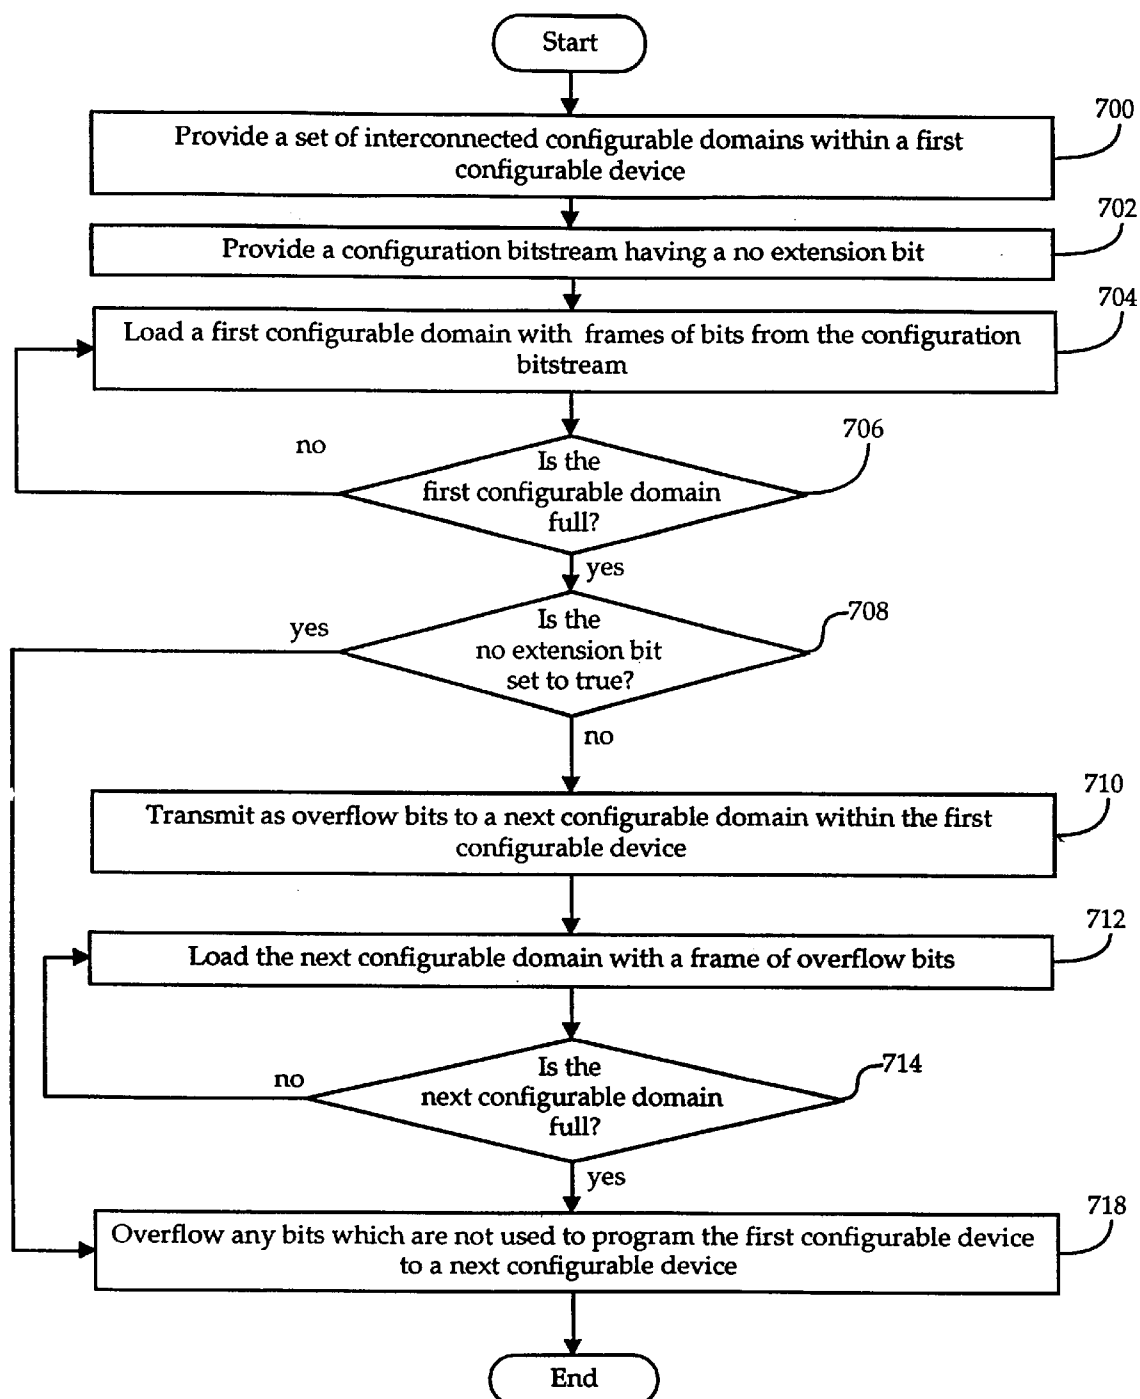 Start
700
Provide a set of interconnected configurable domains within a first
configurable device
702
Provide a configuration bitstream having a no extension bit
704
Load a first configurable domain with frames of bits from the configuration
bitstream
706
no
Is the
first configurable domain
full?
yes
708
yes
Is the
no extension bit
set to true?
no
710
Transmit as overflow bits to a next configurable domain within the first
configurable device
712
Load the next configurable domain with a frame of overflow bits
714
no
Is the
next configurable domain
full?
yes
718
Overflow any bits which are not used to program the first configurable device
to a next configurable device
End